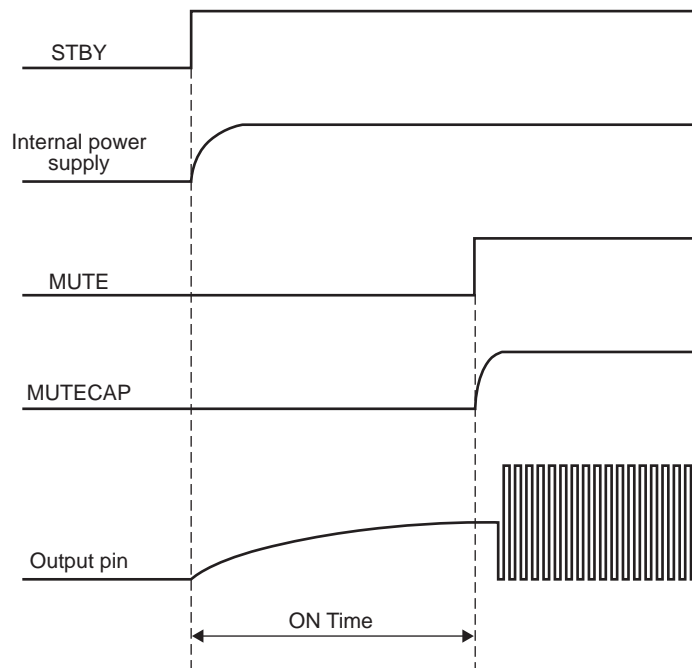 STBY
Internal power
supply
MUTE
MUTECAP
Output pin
ON Time